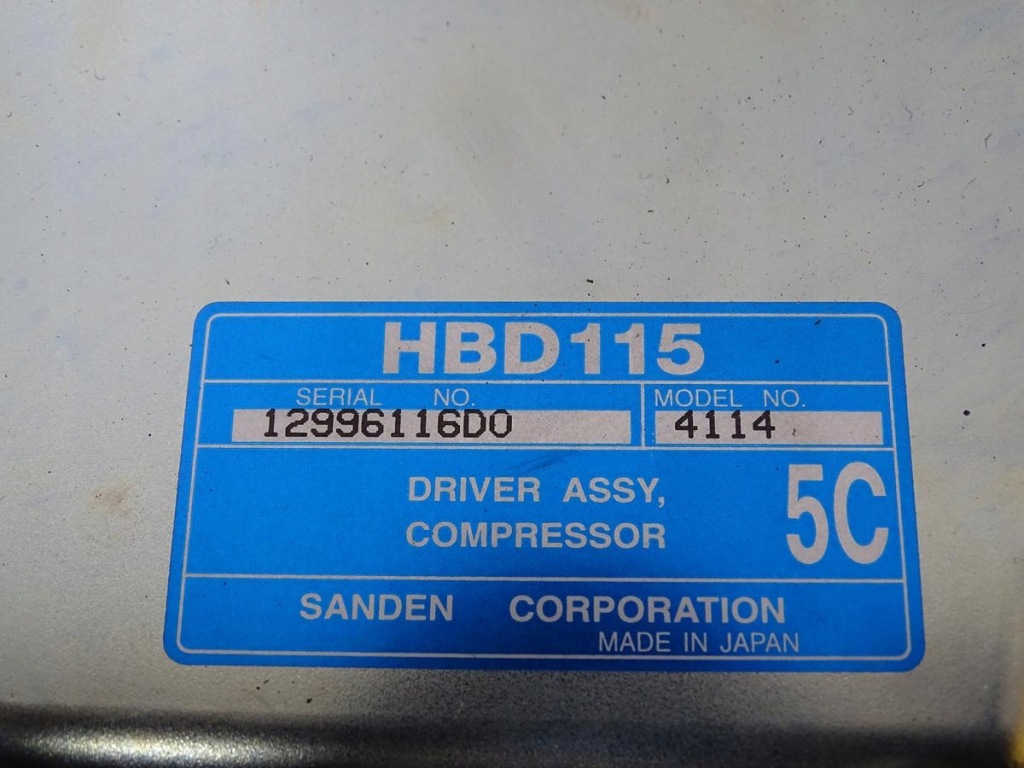 HBD115
SERIAL NO. MODEL NO.
12996116D0 4114
DRIVER ASSY,
COMPRESSOR
5C
SANDEN CORPORATION
MADE IN JAPAN